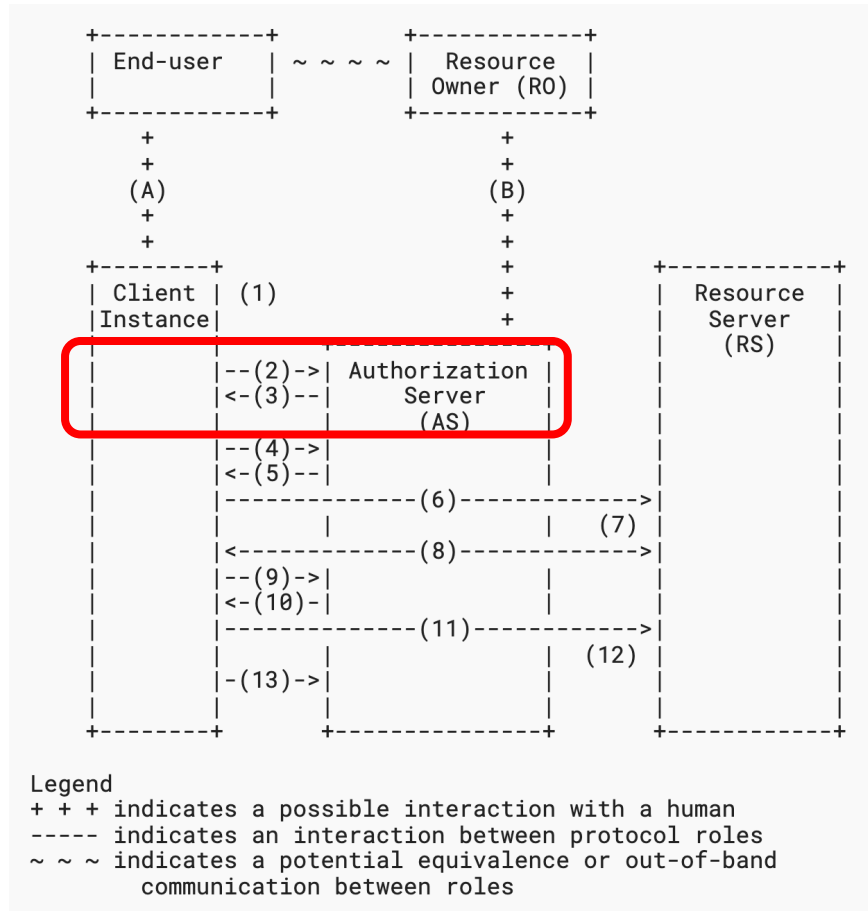 +------------+         +------------+
| End-user   | ~ ~ ~ ~ |  Resource  |
|            |         | Owner (RO) |
+------------+         +------------+
    +                         +
    +                         +
   (A)                       (B)
    +                         +
    +                         +
+--------+                    +          +------------+
| Client | (1)                +          |  Resource  |
|Instance|                    +          |   Server   |
|        |       +---------------+       |    (RS)    |
|        |--(2)->| Authorization |       |            |
|        |<-(3)--|     Server    |       |            |
|        |       |      (AS)     |       |            |
|        |--(4)->|               |       |            |
|        |<-(5)--|               |       |            |
|        |--------------(6)------------->|            |
|        |       |               |   (7) |            |
|        |<--------------(8)------------>|            |
|        |--(9)->|               |       |            |
|        |<-(10)-|               |       |            |
|        |--------------(11)------------>|            |
|        |       |               |  (12) |            |
|        |-(13)->|               |       |            |
|        |       |               |       |            |
+--------+       +---------------+       +------------+
Legend
+ + + indicates a possible interaction with a human
----- indicates an interaction between protocol roles
~ ~ ~ indicates a potential equivalence or out-of-band
communication between roles